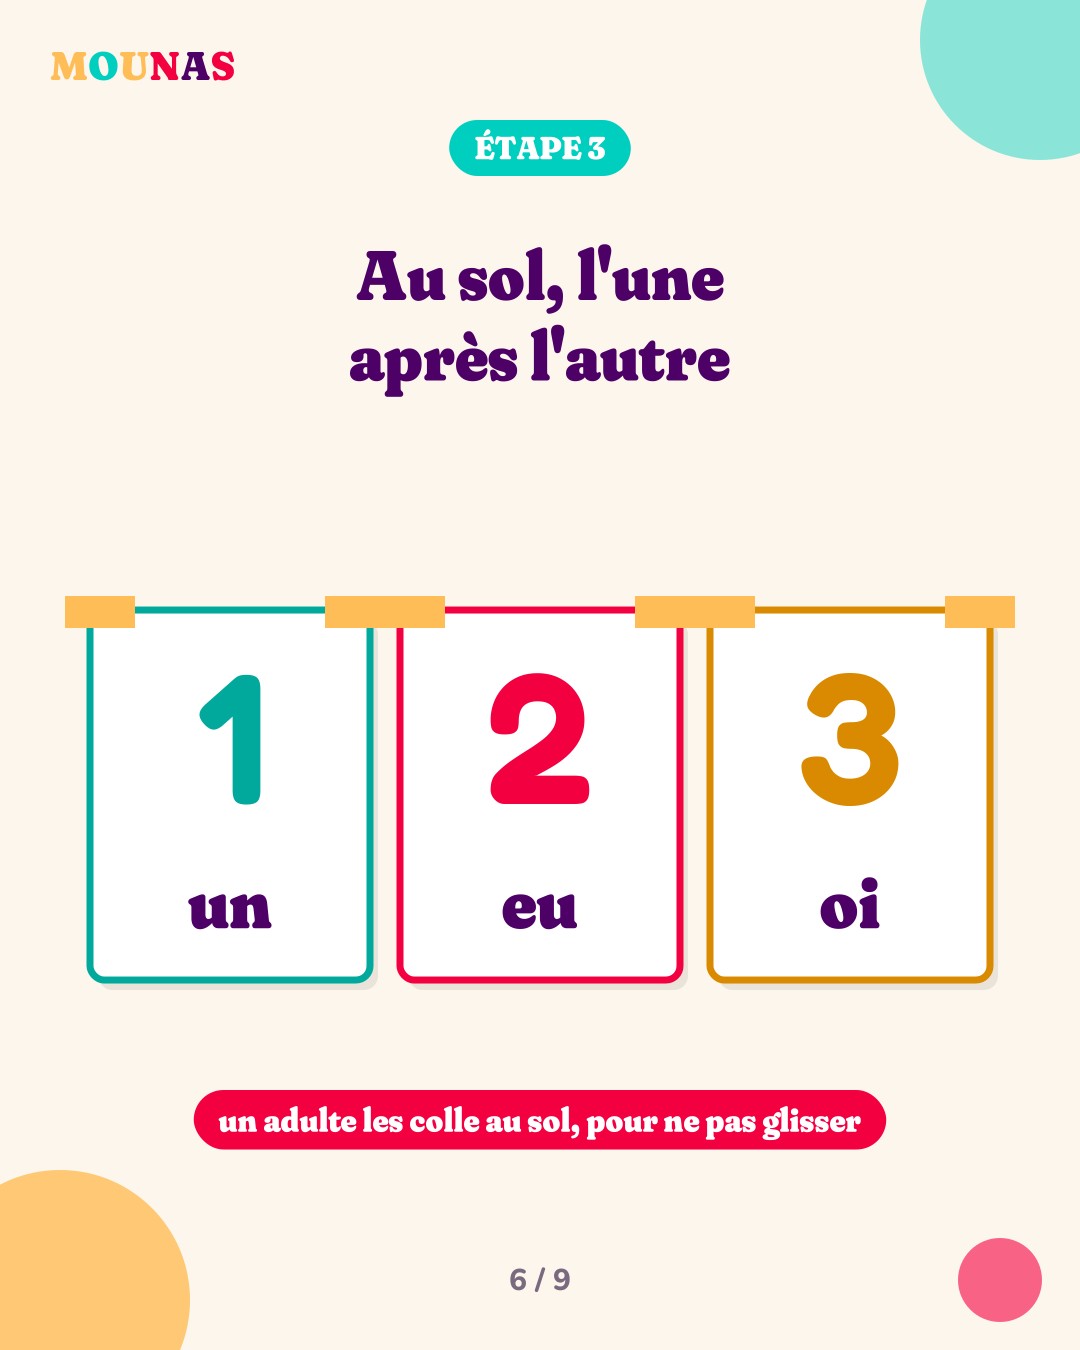 MOUNAS
ÉTAPE 3
Au sol, l'une
après l'autre
1
2
3
un
eu
oi
un adulte les colle au sol, pour ne pas glisser
6 / 9